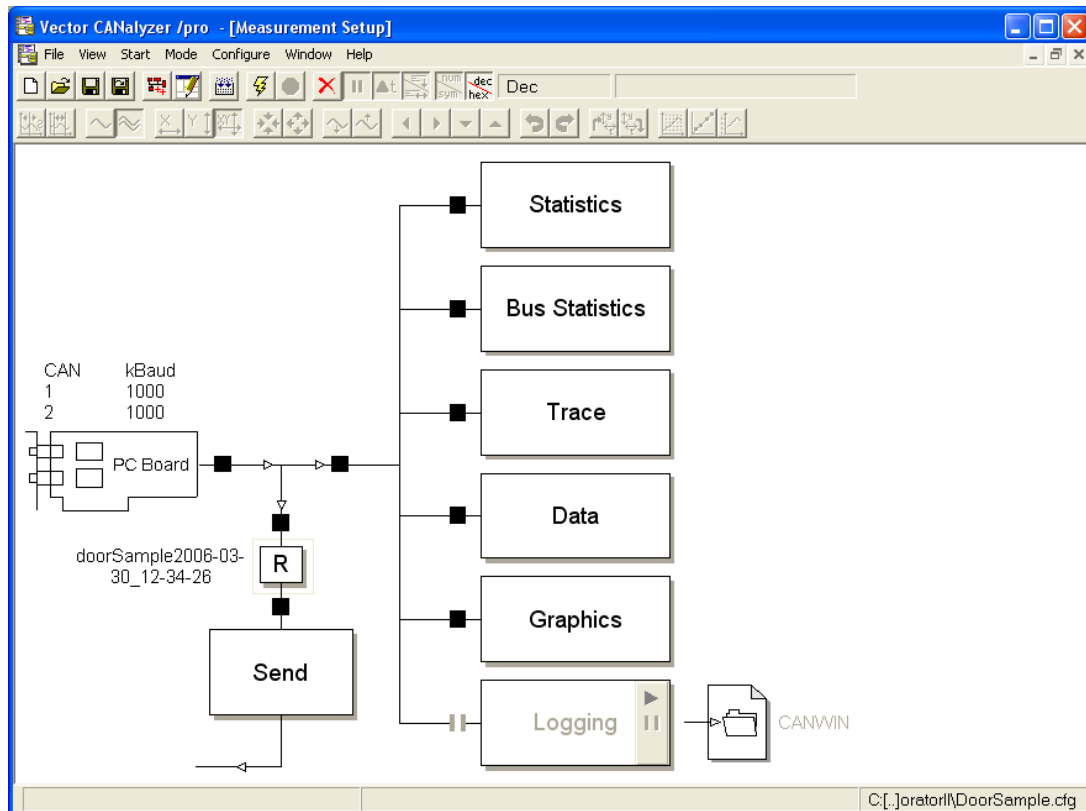 Vector CANalyzer /pro - [Measurement Setup]
File View Start Mode Configure Window Help
num
sym
dec
hex
Dec
Statistics
Bus Statistics
CAN kBaud
1 1000
2 1000
Trace
PC Board
Data
doorSample2006-03-
30_12-34-26
R
Graphics
Send
Logging
CANWIN
C:[..]oratorII\DoorSample.cfg